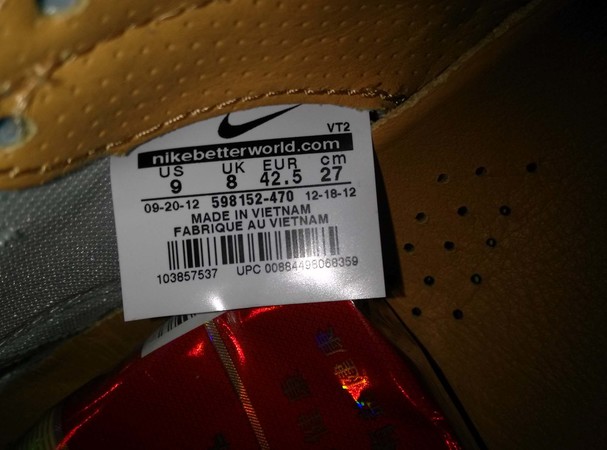 VT2
nikebetterworld.com
US UK EUR cm
9 8 42.5 27
09-20-12 598152-470 12-18-12
MADE IN VIETNAM
FABRIQUE AU VIETNAM
103857537 UPC 00884498068359